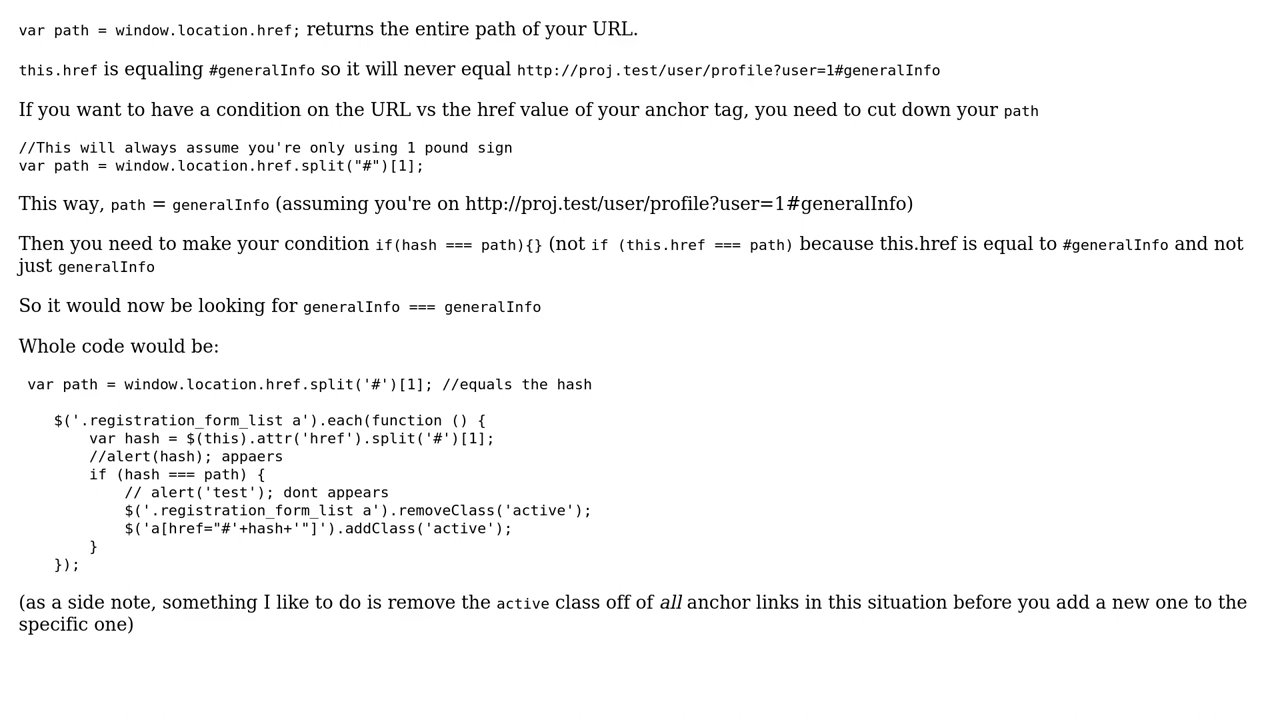 var path = window.location.href; returns the entire path of your URL.
this.href is equaling #generalInfo so it will never equal http://proj.test/user/profile?user=1#generalInfo
If you want to have a condition on the URL vs the href value of your anchor tag, you need to cut down your path
//This will always assume you're only using 1 pound sign
var path = window.location.href.split("#")[1];
This way, path = generalInfo (assuming you're on http://proj.test/user/profile?user=1#generalInfo)
Then you need to make your condition if(hash === path){} (not if (this.href === path) because this.href is equal to #generalInfo and not
just generalInfo
So it would now be looking for generalInfo === generalInfo
Whole code would be:
 var path = window.location.href.split('#')[1]; //equals the hash
    $('.registration_form_list a').each(function () {
        var hash = $(this).attr('href').split('#')[1];
        //alert(hash); appaers
        if (hash === path) {
            // alert('test'); dont appears
            $('.registration_form_list a').removeClass('active');
            $('a[href="#'+hash+'"]').addClass('active');
        }
    });
(as a side note, something I like to do is remove the active class off of all anchor links in this situation before you add a new one to the
specific one)